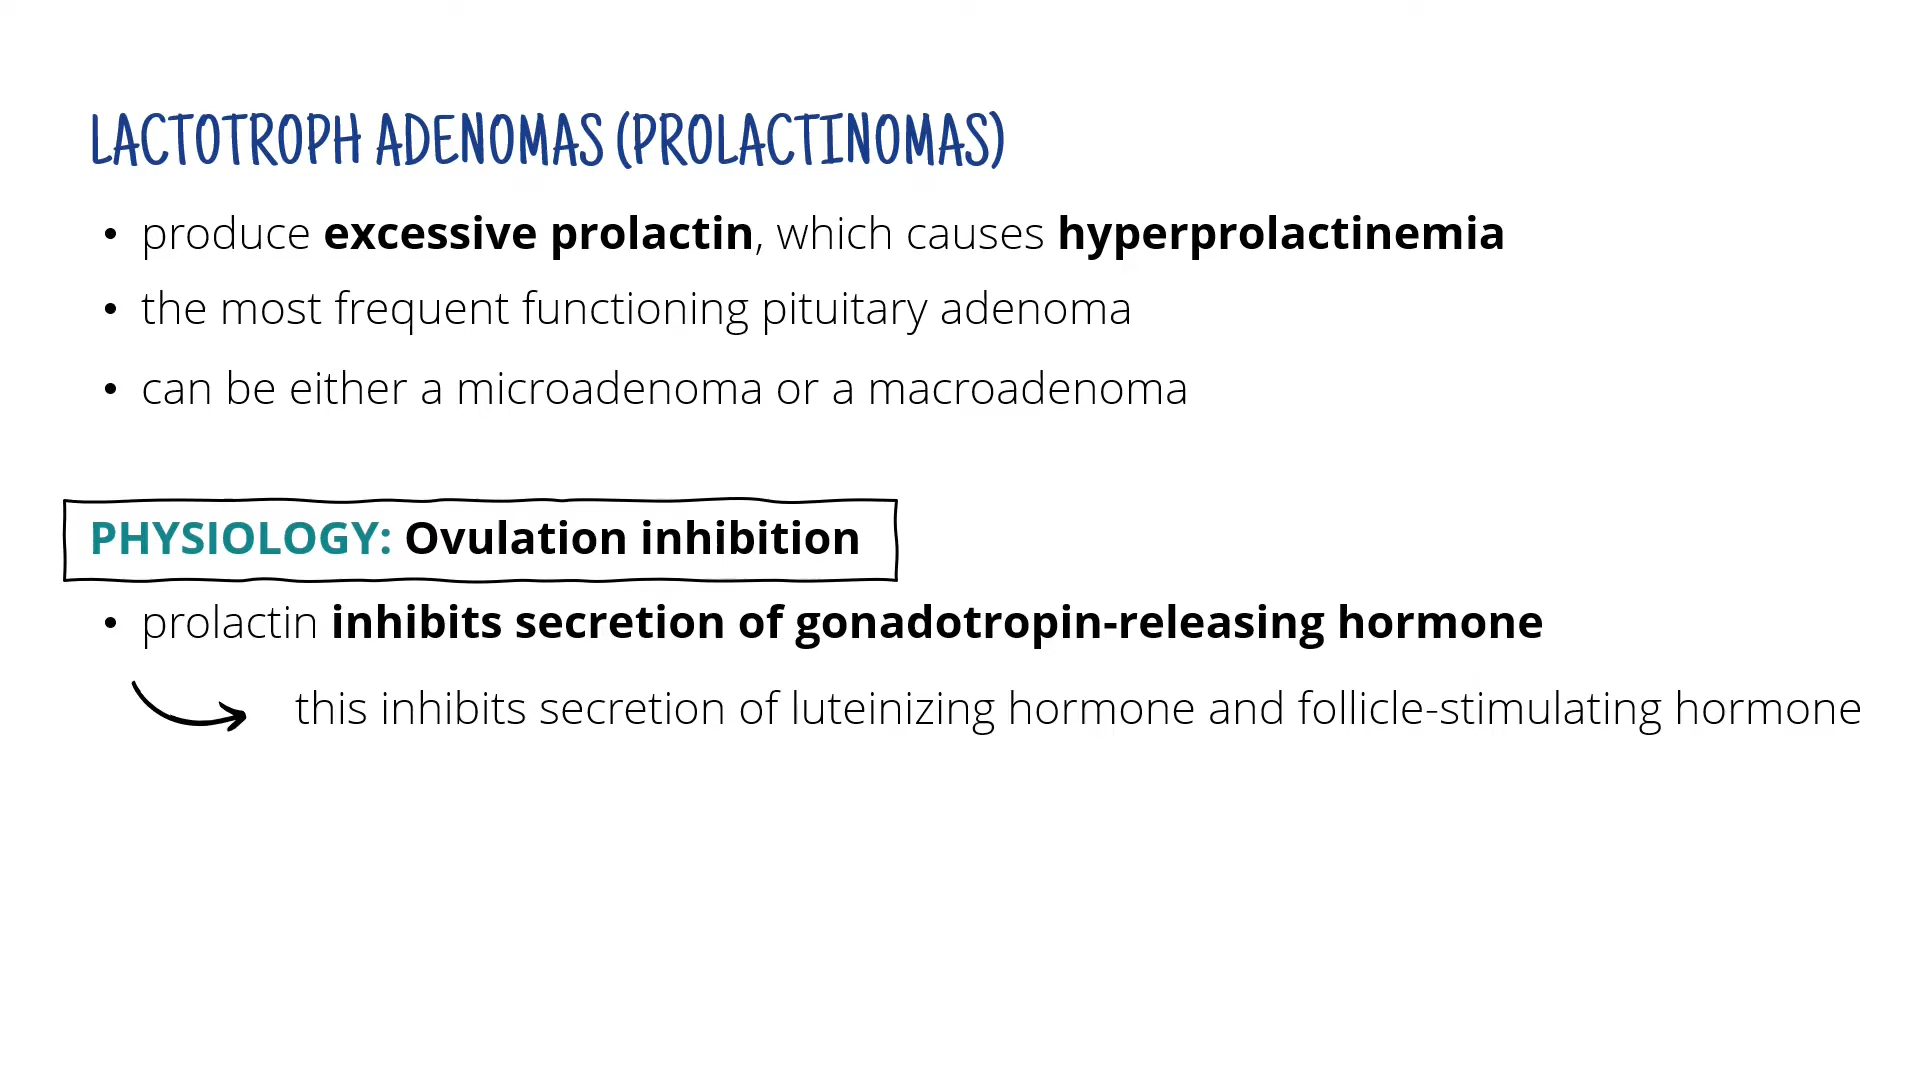 LACTOTROPH ADENOMAS (PROLACTINOMAS)
• produce excessive prolactin, which causes hyperprolactinemia
• the most frequent functioning pituitary adenoma
• can be either a microadenoma or a macroadenoma
PHYSIOLOGY: Ovulation inhibition
• prolactin inhibits secretion of gonadotropin-releasing hormone
this inhibits secretion of luteinizing hormone and follicle-stimulating hormone